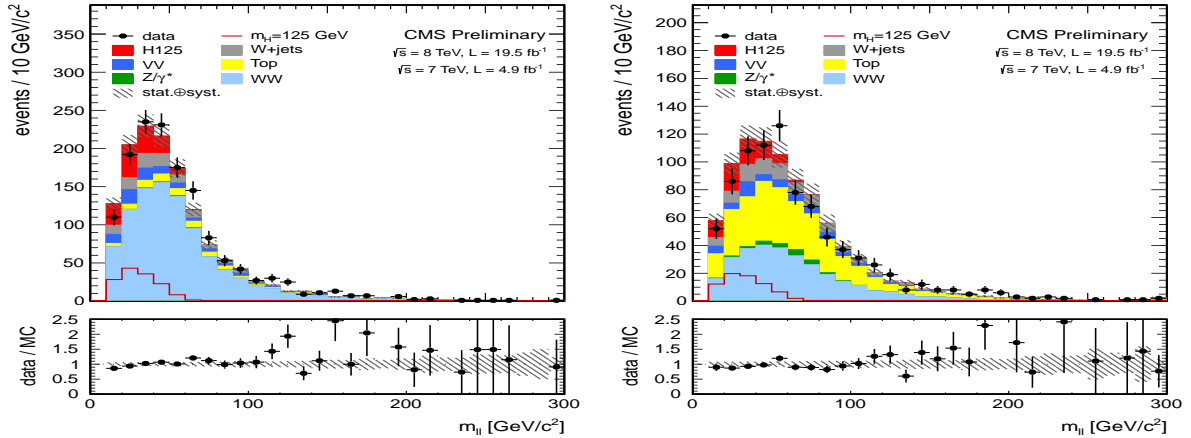 events / 10 GeV/c²
350
300
250
200
150
100
50
0
data
m_H=125 GeV
H125
W+jets
VV
Top
Z/γ*
WW
stat.⊕syst.
CMS Preliminary
√s = 8 TeV, L = 19.5 fb⁻¹
√s = 7 TeV, L = 4.9 fb⁻¹
data / MC
2.5
2
1.5
1
0.5
0
0 100 200 300
m_ll [GeV/c²]
events / 10 GeV/c²
200
180
160
140
120
100
80
60
40
20
0
data
m_H=125 GeV
H125
W+jets
VV
Top
Z/γ*
WW
stat.⊕syst.
CMS Preliminary
√s = 8 TeV, L = 19.5 fb⁻¹
√s = 7 TeV, L = 4.9 fb⁻¹
data / MC
2.5
2
1.5
1
0.5
0
0 100 200 300
m_ll [GeV/c²]